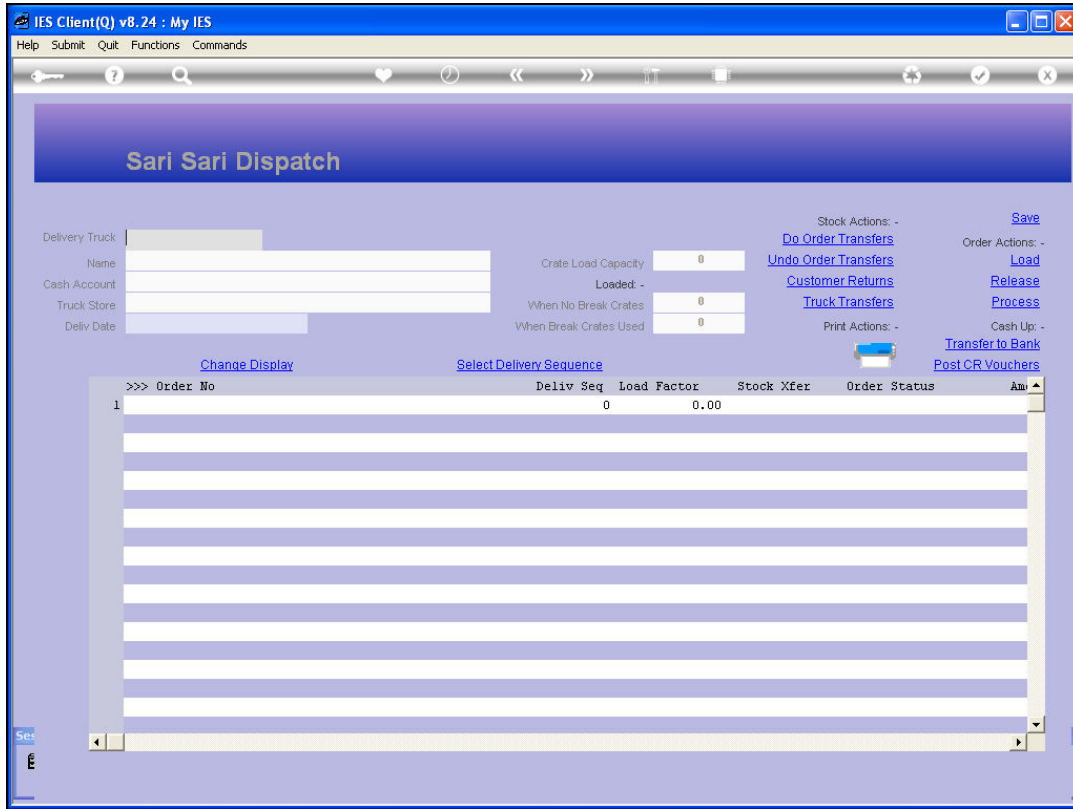 IES Client(Q) v8.24 : My IES
Help Submit Quit Functions Commands
Sari Sari Dispatch
Stock Actions: - Save
Delivery Truck Do Order Transfers Order Actions: -
Name Crate Load Capacity 0 Undo Order Transfers Load
Cash Account Loaded: - Customer Returns Release
Truck Store When No Break Crates 0 Truck Transfers Process
Deliv Date When Break Crates Used 0 Print Actions: - Cash Up: -
Transfer to Bank
Change Display Select Delivery Sequence Post CR Vouchers
>>> Order No Deliv Seq Load Factor Stock Xfer Order Status
1 0 0.00